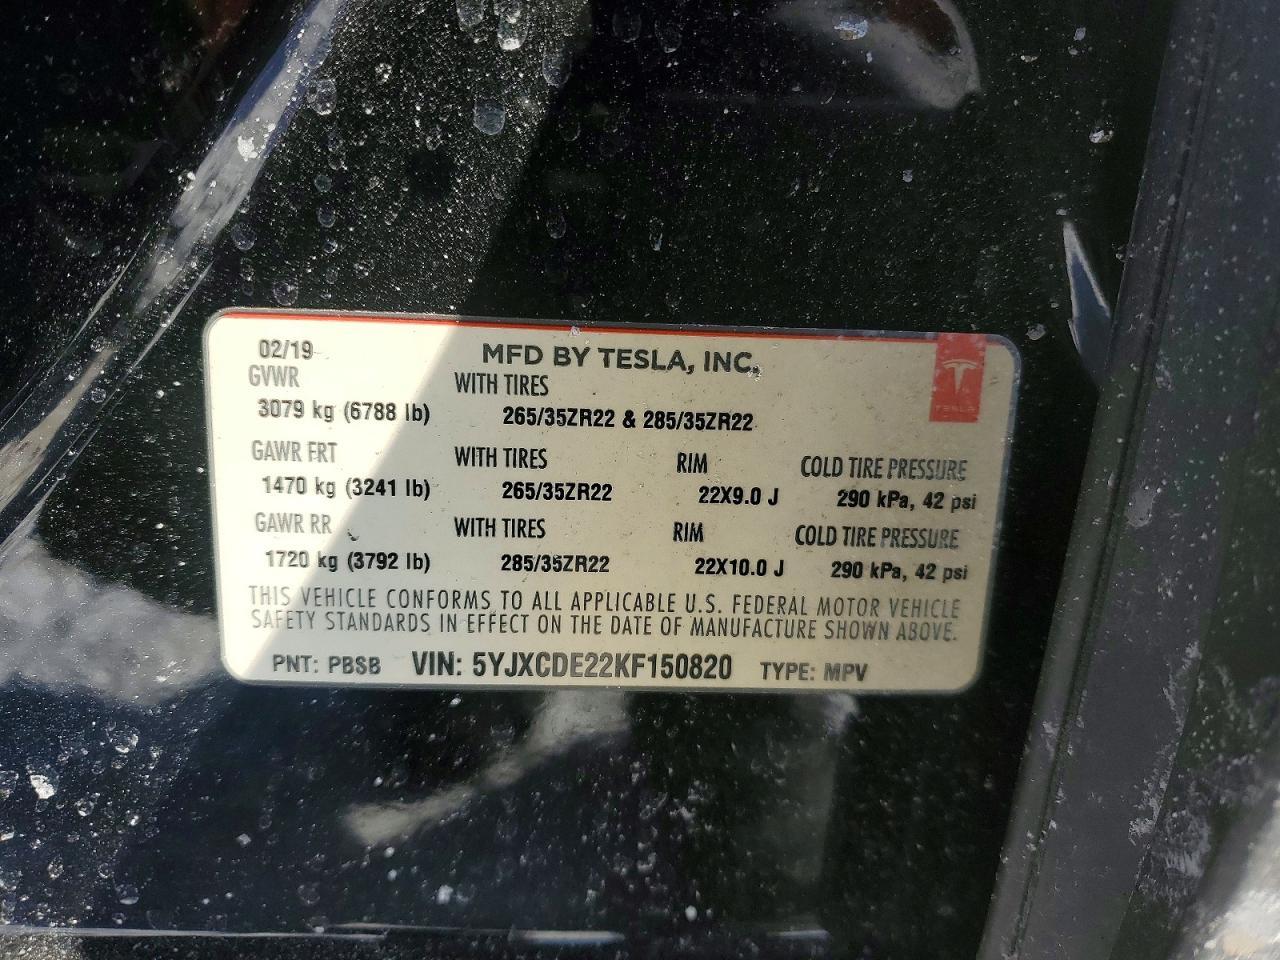 02/19 MFD BY TESLA, INC.
GVWR WITH TIRES
3079 kg (6788 lb) 265/35ZR22 & 285/35ZR22
TESLA
GAWR FRT WITH TIRES RIM COLD TIRE PRESSURE
1470 kg (3241 lb) 265/35ZR22 22X9.0 J 290 kPa, 42 psi
GAWR RR WITH TIRES RIM COLD TIRE PRESSURE
1720 kg (3792 lb) 285/35ZR22 22X10.0 J 290 kPa, 42 psi
THIS VEHICLE CONFORMS TO ALL APPLICABLE U.S. FEDERAL MOTOR VEHICLE
SAFETY STANDARDS IN EFFECT ON THE DATE OF MANUFACTURE SHOWN ABOVE.
PNT: PBSB VIN: 5YJXCDE22KF150820 TYPE: MPV